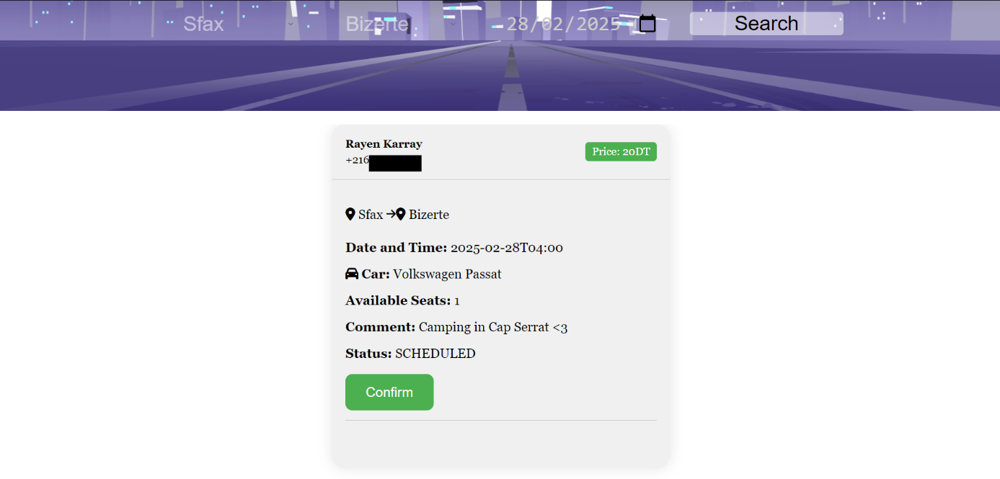 Sfax Bizerte 28/02/2025 Search
Rayen Karray
+216
Price: 20DT
Sfax → Bizerte
Date and Time: 2025-02-28T04:00
Car: Volkswagen Passat
Available Seats: 1
Comment: Camping in Cap Serrat <3
Status: SCHEDULED
Confirm